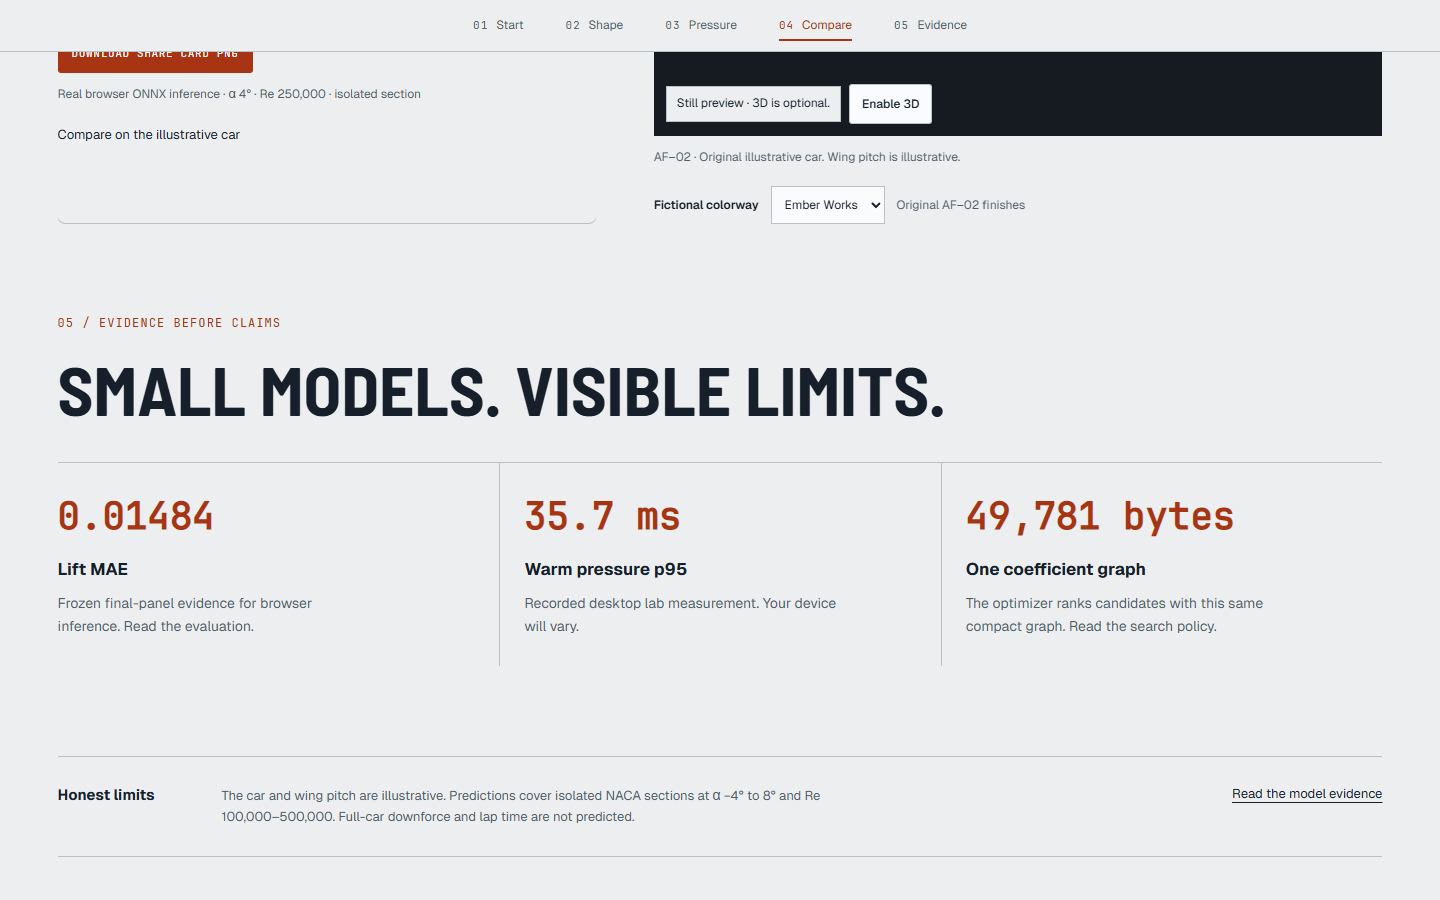 01 Start
02 Shape
03 Pressure
04 Compare
05 Evidence
DOWNLOAD SHARE CARD PNG
Real browser ONNX inference · α 4° · Re 250,000 · isolated section
Compare on the illustrative car
Still preview · 3D is optional.
Enable 3D
AF–02 · Original illustrative car. Wing pitch is illustrative.
Fictional colorway
Ember Works
Original AF–02 finishes
05 / EVIDENCE BEFORE CLAIMS
SMALL MODELS. VISIBLE LIMITS.
0.01484
Lift MAE
Frozen final-panel evidence for browser
inference. Read the evaluation.
35.7 ms
Warm pressure p95
Recorded desktop lab measurement. Your device
will vary.
49,781 bytes
One coefficient graph
The optimizer ranks candidates with this same
compact graph. Read the search policy.
Honest limits
The car and wing pitch are illustrative. Predictions cover isolated NACA sections at α −4° to 8° and Re
100,000–500,000. Full-car downforce and lap time are not predicted.
Read the model evidence